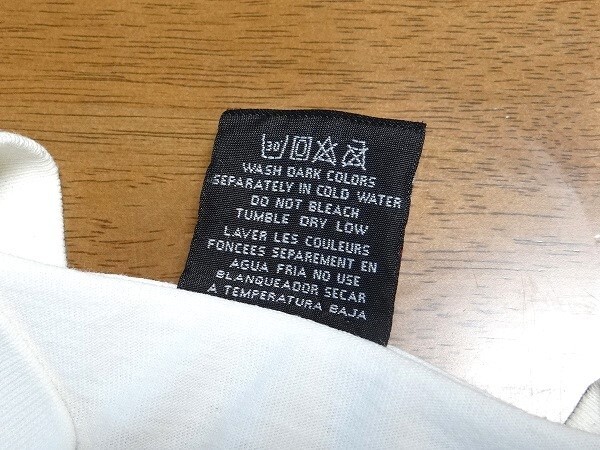 30
WASH DARK COLORS
SEPARATELY IN COLD WATER
DO NOT BLEACH
TUMBLE DRY LOW
LAVER LES COULEURS
FONCEES SEPAREMENT EN
AGUA FRIA NO USE
BLANQUEADOR SECAR
A TEMPERATURA BAJA